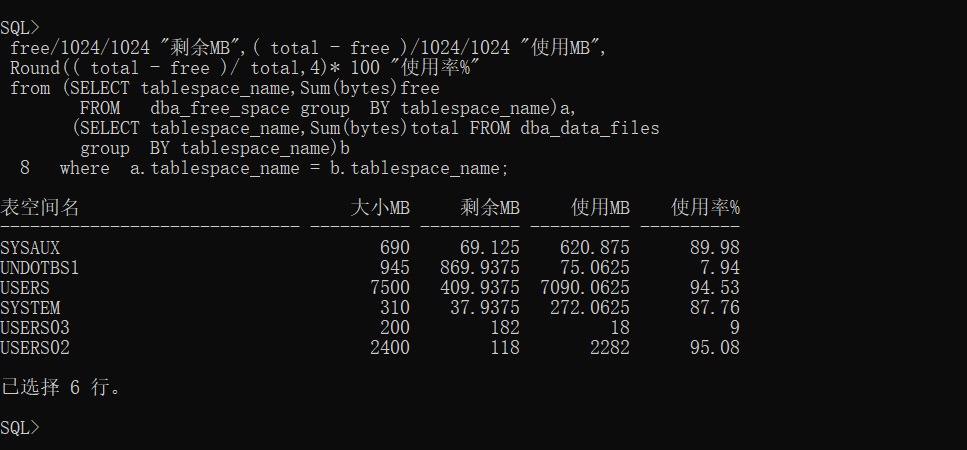 SQL>
 free/1024/1024 "剩余MB",( total - free )/1024/1024 "使用MB",
 Round(( total - free )/ total,4)* 100 "使用率%"
 from (SELECT tablespace_name,Sum(bytes)free
        FROM   dba_free_space group  BY tablespace_name)a,
       (SELECT tablespace_name,Sum(bytes)total FROM dba_data_files
        group  BY tablespace_name)b
  8   where  a.tablespace_name = b.tablespace_name;
表空间名                           大小MB     剩余MB     使用MB    使用率%
------------------------------ ---------- ---------- ---------- ----------
SYSAUX                                690     69.125    620.875      89.98
UNDOTBS1                              945   869.9375    75.0625       7.94
USERS                                7500   409.9375  7090.0625      94.53
SYSTEM                                310    37.9375   272.0625      87.76
USERS03                               200        182         18          9
USERS02                              2400        118       2282      95.08
已选择 6 行。
SQL>